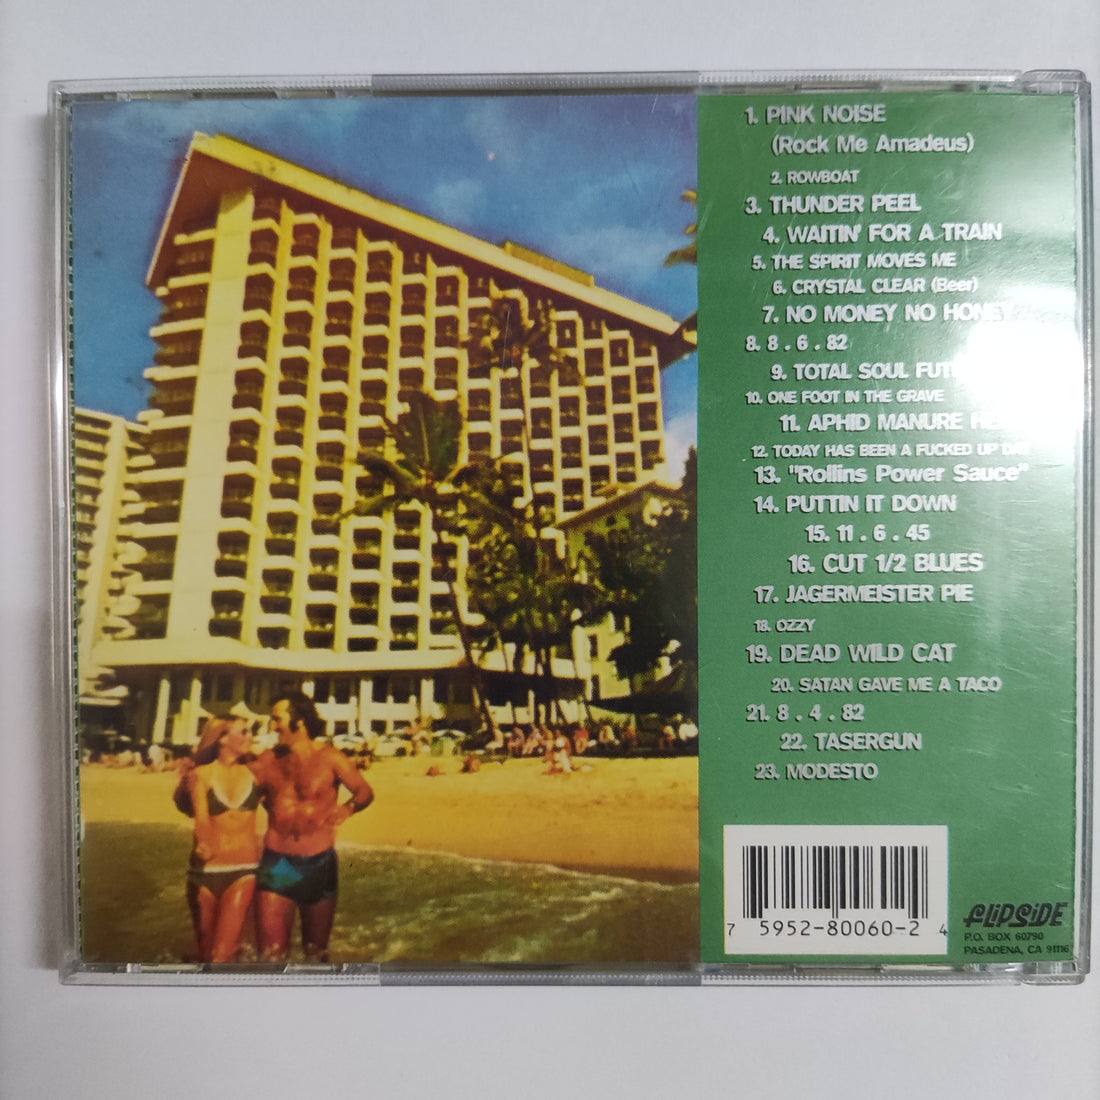 1. PINK NOISE
(Rock Me Amadeus)
2. ROWBOAT
3. THUNDER PEEL
4. WAITIN' FOR A TRAIN
5. THE SPIRIT MOVES ME
6. CRYSTAL CLEAR (Beer)
7. NO MONEY NO HONEY
8. 8 . 6 . 82
9. TOTAL SOUL
10. ONE FOOT IN THE GRAVE
11. APHID MANURE
12. TODAY HAS BEEN A FUCKED UP DAY
13. "Rollins Power Sauce"
14. PUTTIN IT DOWN
15. 11 . 6 . 45
16. CUT 1/2 BLUES
17. JAGERMEISTER PIE
18. OZZY
19. DEAD WILD CAT
20. SATAN GAVE ME A TACO
21. 8 . 4 . 82
22. TASERGUN
23. MODESTO
7 5952-80060-2 4
FLIPSIDE
P.O. BOX 60790
PASADENA, CA 91116